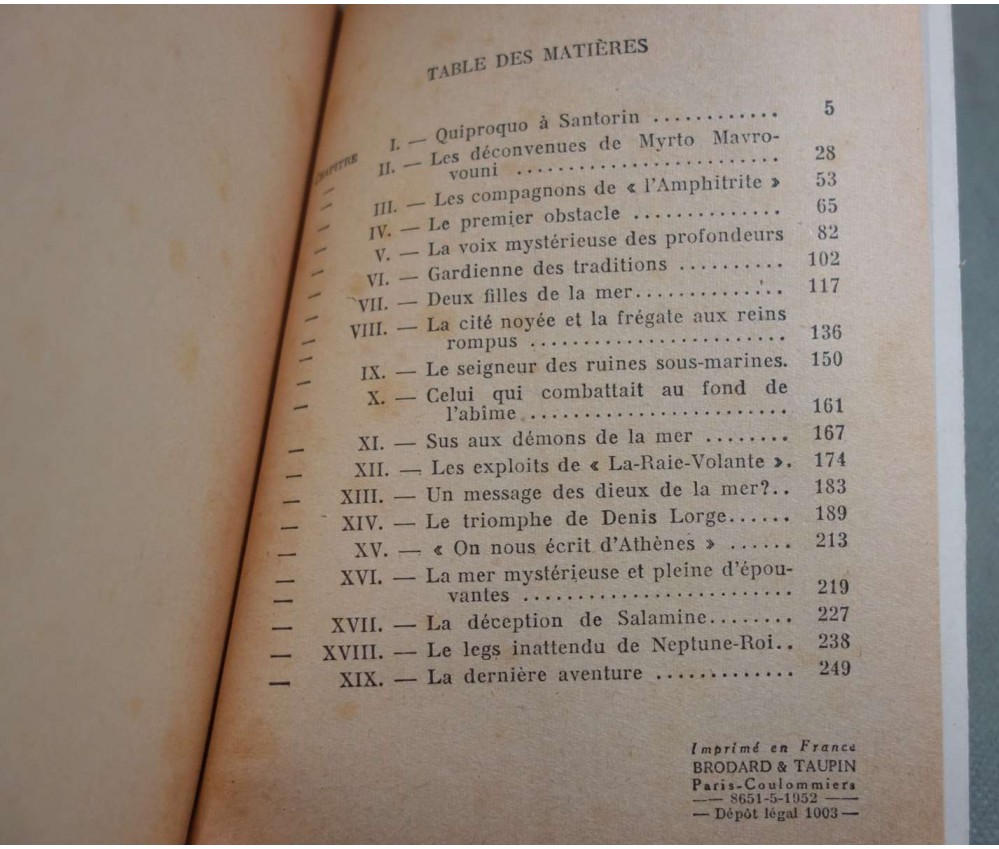 TABLE DES MATIÈRES
CHAPITRE I. — Quiproquo à Santorin ............ 5
— II. — Les déconvenues de Myrto Mavro-
vouni .................... 28
— III. — Les compagnons de « l'Amphitrite » 53
— IV. — Le premier obstacle ............. 65
— V. — La voix mystérieuse des profondeurs 82
— VI. — Gardienne des traditions .......... 102
— VII. — Deux filles de la mer.............. 117
— VIII. — La cité noyée et la frégate aux reins
rompus ...................... 136
— IX. — Le seigneur des ruines sous-marines. 150
— X. — Celui qui combattait au fond de
l'abîme ...................... 161
— XI. — Sus aux démons de la mer ........ 167
— XII. — Les exploits de « La-Raie-Volante ». 174
— XIII. — Un message des dieux de la mer?.. 183
— XIV. — Le triomphe de Denis Lorge...... 189
— XV. — « On nous écrit d'Athènes » ...... 213
— XVI. — La mer mystérieuse et pleine d'épou-
vantes ........................ 219
— XVII. — La déception de Salamine........ 227
— XVIII. — Le legs inattendu de Neptune-Roi.. 238
— XIX. — La dernière aventure ............. 249
Imprimé en France
BRODARD & TAUPIN
Paris-Coulommiers
— 8651-5-1952 —
— Dépôt légal 1003 —